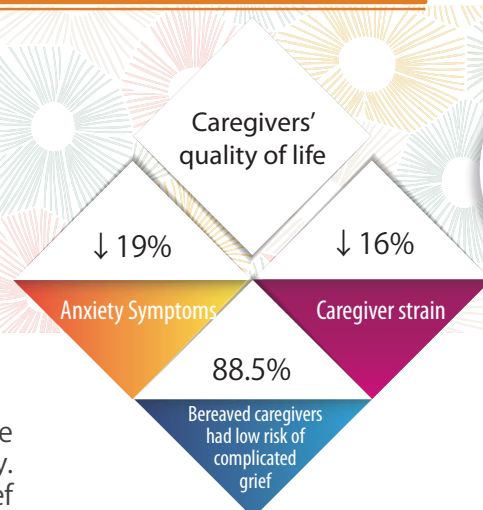 Caregivers’
quality of life
↓ 19%
↓ 16%
Anxiety Symptoms
Caregiver strain
88.5%
Bereaved caregivers
had low risk of
complicated
grief